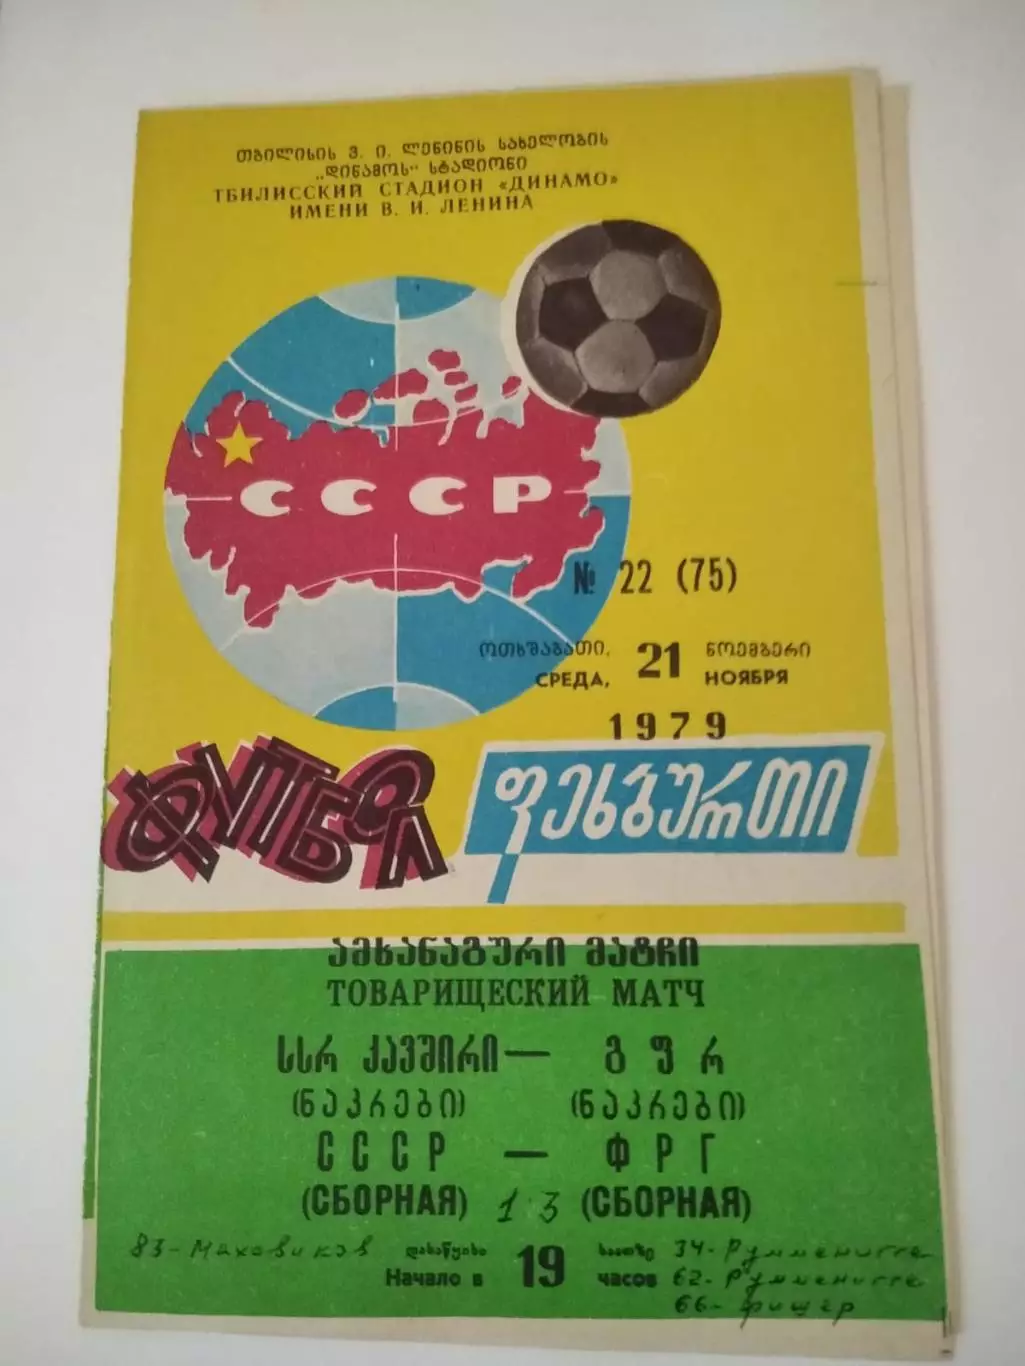 თბილისის ვ. ი. ლენინის სახელობის
„დინამოს“ სტადიონი
ТБИЛИССКИЙ СТАДИОН «ДИНАМО»
ИМЕНИ В. И. ЛЕНИНА
СССР
№ 22 (75)
ოთხშაბათი, 21 ნოემბერი
СРЕДА, НОЯБРЯ
1979
ФУТБОЛ ფეხბურთი
ამხანაგური მატჩი
ТОВАРИЩЕСКИЙ МАТЧ
სსრ კავშირი — გფრ
(ნაკრები) (ნაკრები)
СССР — ФРГ
(СБОРНАЯ) 1 3 (СБОРНАЯ)
83-Маховиков დასაწყისი 19 საათზე 34-Румменигге
Начало в часов 62-Румменигге
66-Фишер